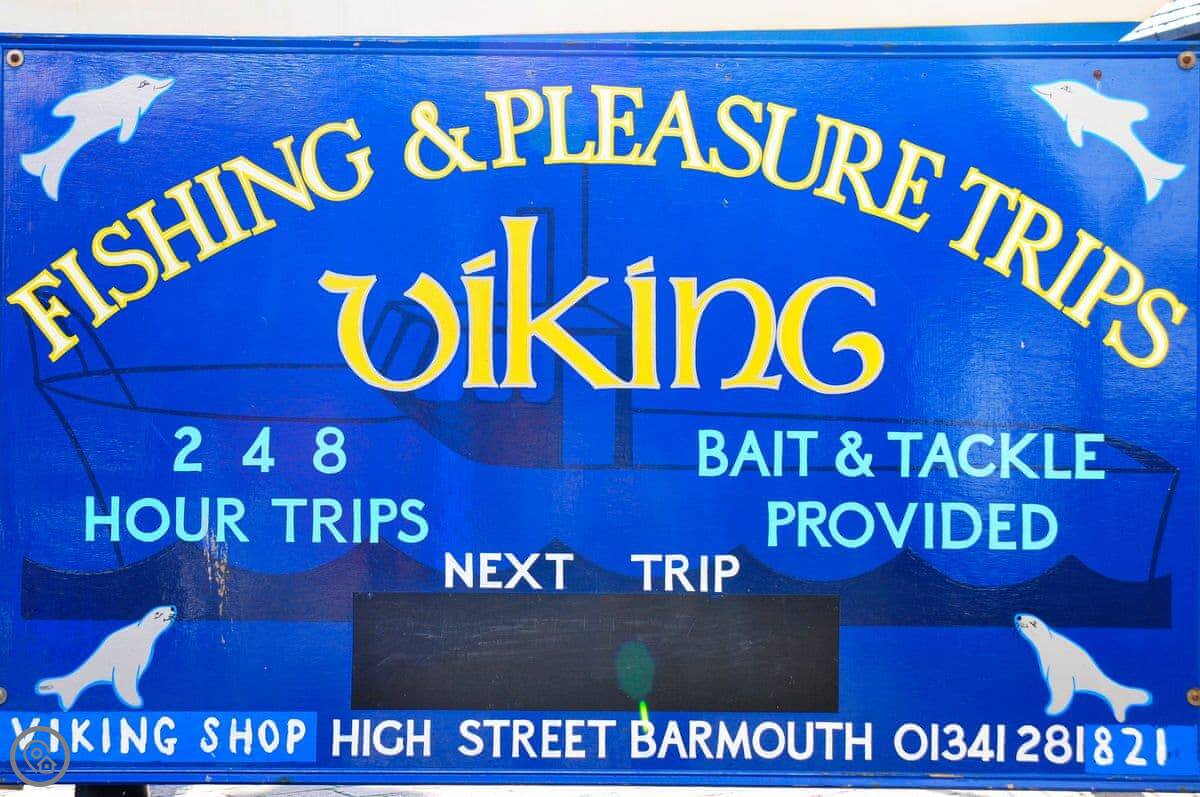 FISHING & PLEASURE TRIPS
viking
2 4 8
HOUR TRIPS
BAIT & TACKLE
PROVIDED
NEXT TRIP
VIKING SHOP HIGH STREET BARMOUTH 01341 281821